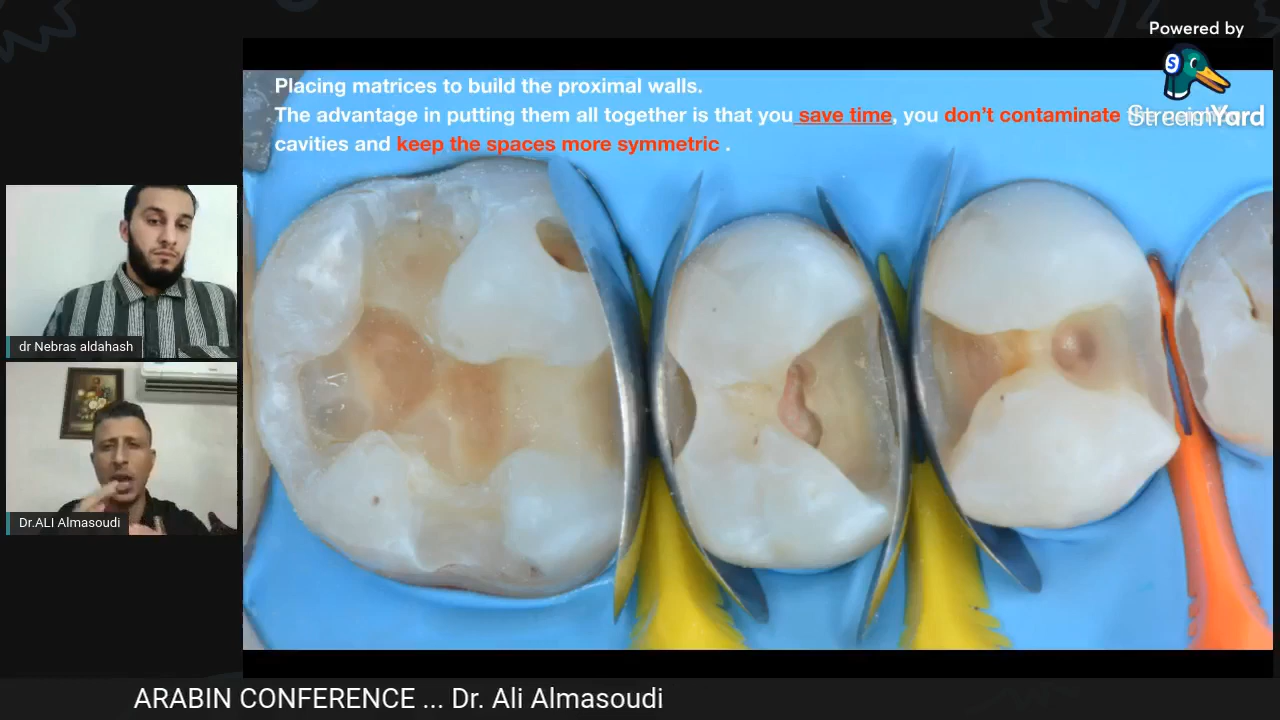 Powered by
S
StreamYard
Placing matrices to build the proximal walls.
The advantage in putting them all together is that you save time, you don’t contaminate
cavities and keep the spaces more symmetric .
dr Nebras aldahash
Dr.ALI Almasoudi
ARABIN CONFERENCE ... Dr. Ali Almasoudi